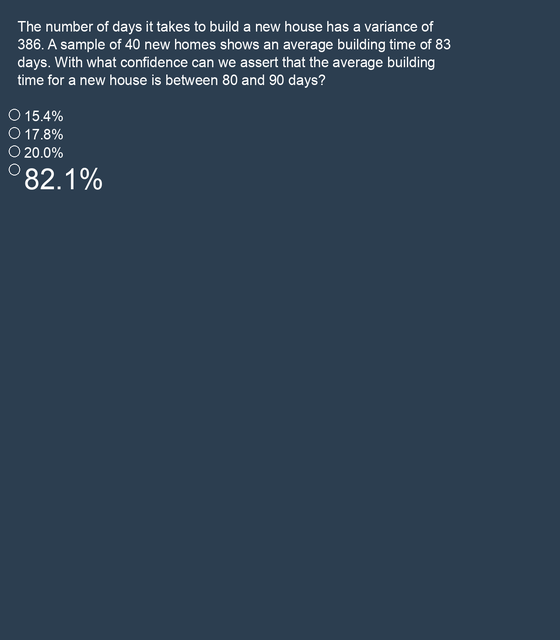 The number of days it takes to build a new house has a variance of
386. A sample of 40 new homes shows an average building time of 83
days. With what confidence can we assert that the average building
time for a new house is between 80 and 90 days?
15.4%
17.8%
20.0%
82.1%